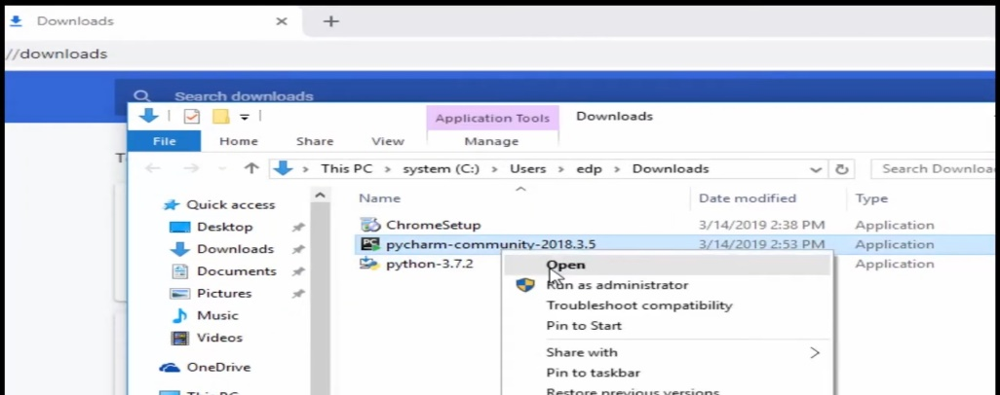 Downloads
//downloads
Search downloads
Application Tools
Downloads
File
Home
Share
View
Manage
This PC > system (C:) > Users > edp > Downloads
Search Downloa
Name
Date modified
Type
Quick access
Desktop
Downloads
Documents
Pictures
Music
Videos
OneDrive
This PC
ChromeSetup 3/14/2019 2:38 PM Application
pycharm-community-2018.3.5 3/14/2019 2:53 PM Application
python-3.7.2 Application
Open
Run as administrator
Troubleshoot compatibility
Pin to Start
Share with
Pin to taskbar
Restore previous versions